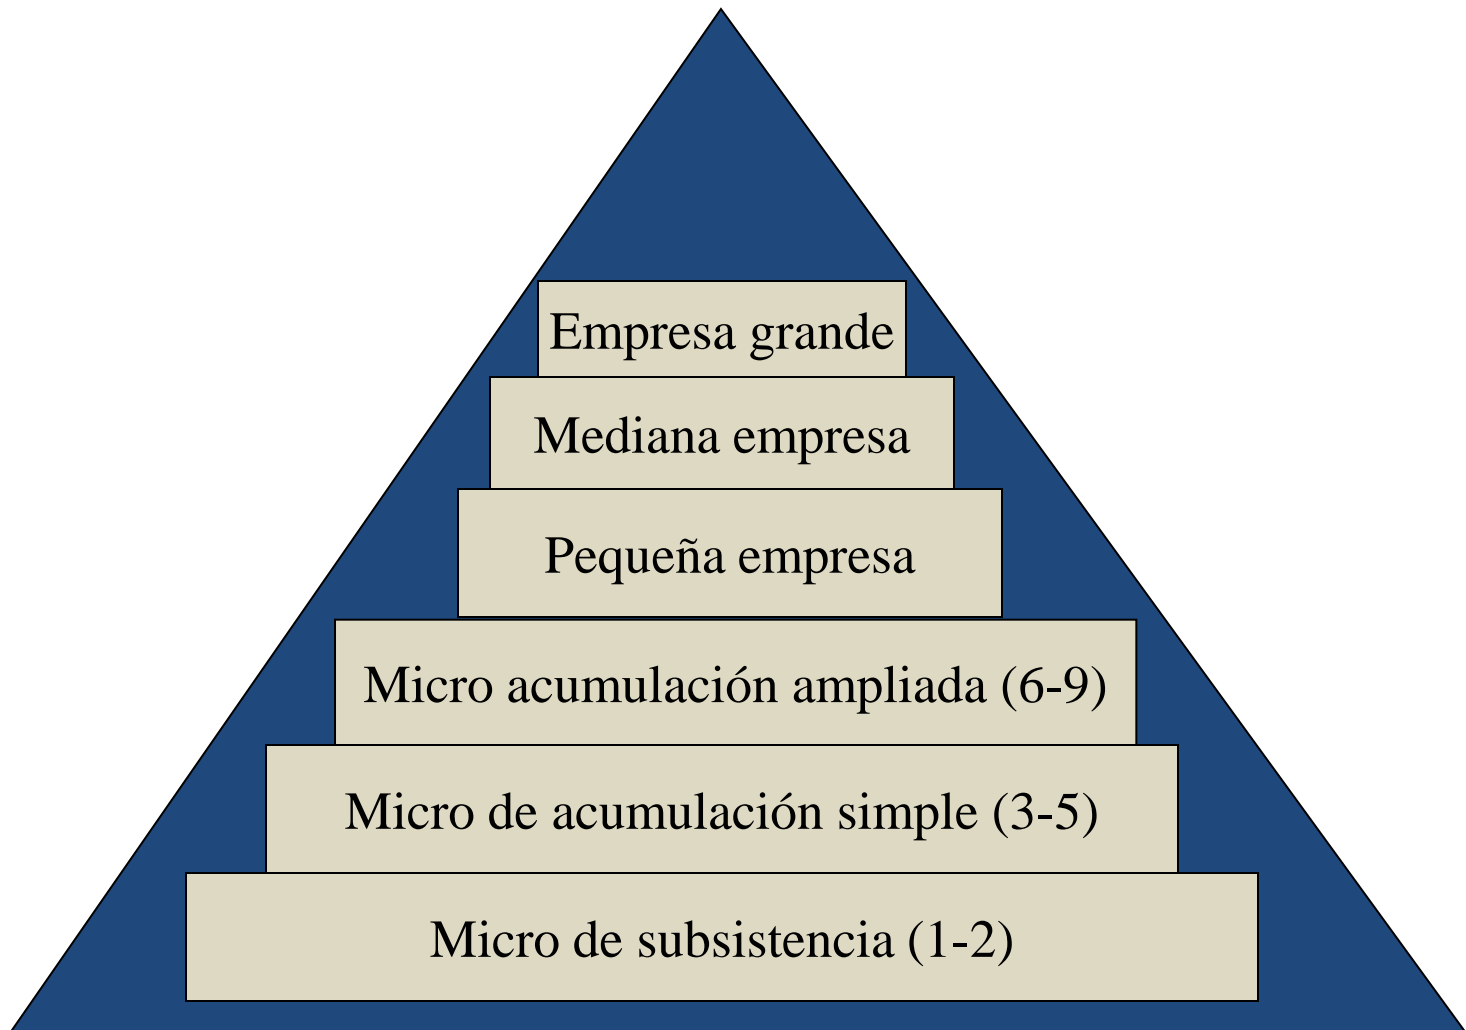 Empresa grande
Mediana empresa
Pequeña empresa
Micro acumulación ampliada (6-9)
Micro de acumulación simple (3-5)
Micro de subsistencia (1-2)